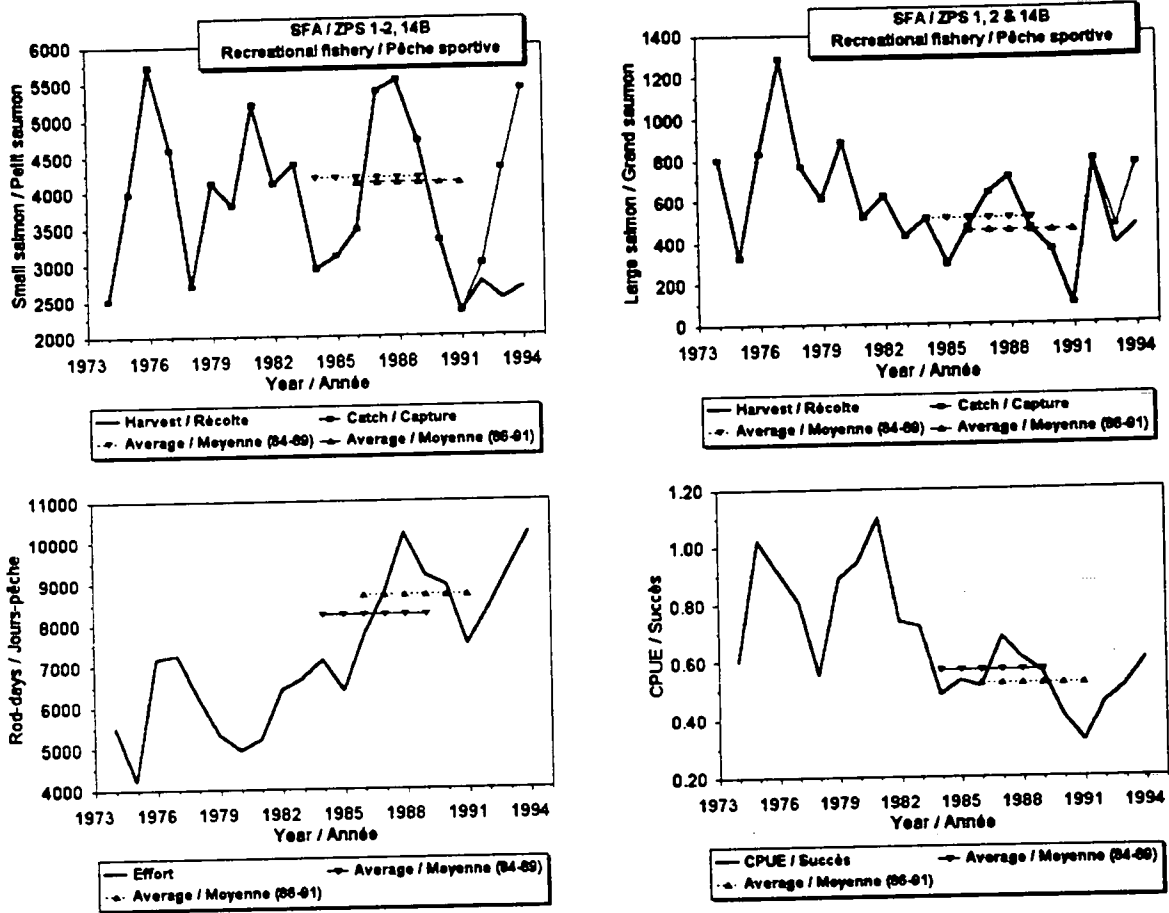 SFA / ZPS 1-2, 14B
Recreational fishery / Pêche sportive
6000
5500
5000
4500
4000
3500
3000
2500
2000
Small salmon / Petit saumon
1973 1976 1979 1982 1985 1988 1991 1994
Year / Année
Harvest / Récolte
Catch / Capture
Average / Moyenne (84-89)
Average / Moyenne (86-91)
SFA / ZPS 1, 2 & 14B
Recreational fishery / Pêche sportive
1400
1200
1000
800
600
400
200
0
Large salmon / Grand saumon
1973 1976 1979 1982 1985 1988 1991 1994
Year / Année
Harvest / Récolte
Catch / Capture
Average / Moyenne (84-89)
Average / Moyenne (86-91)
11000
10000
9000
8000
7000
6000
5000
4000
Rod-days / Jours-pêche
1973 1976 1979 1982 1985 1988 1991 1994
Year / Année
Effort
Average / Moyenne (84-89)
Average / Moyenne (86-91)
1.20
1.00
0.80
0.60
0.40
0.20
CPUE / Succès
1973 1976 1979 1982 1985 1988 1991 1994
Year / Année
CPUE / Succès
Average / Moyenne (84-89)
Average / Moyenne (86-91)